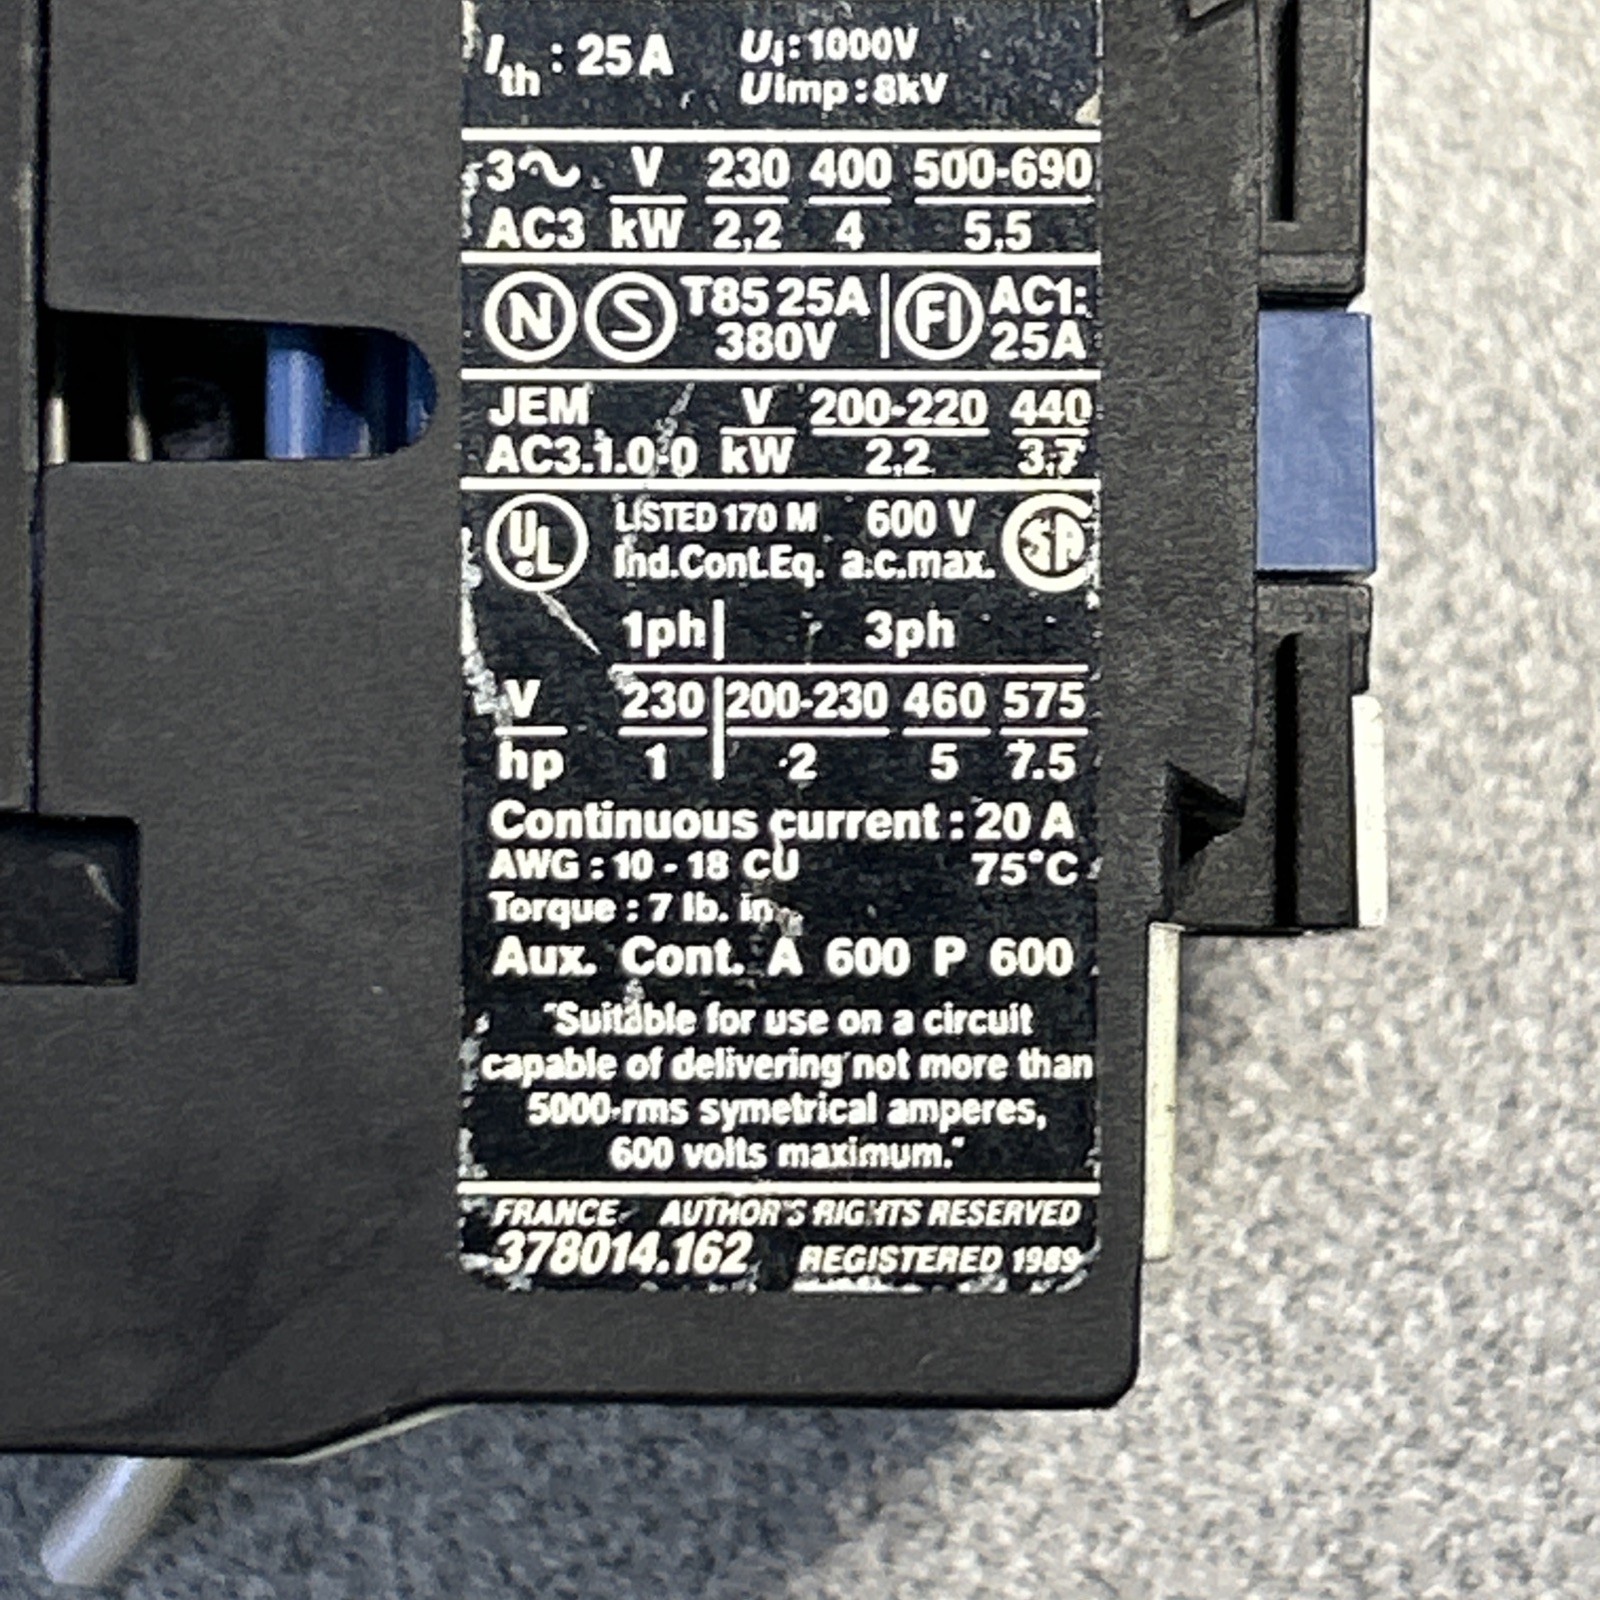 Ith : 25 A Ui : 1000V
Uimp : 8kV
3~ V 230 400 500-690
AC3 kW 2,2 4 5,5
N S T85 25A FI AC1:
380V 25A
JEM V 200-220 440
AC3.1.0-0 kW 2,2 3,7
UL LISTED 170 M 600 V SA
Ind.Cont.Eq. a.c.max.
1ph 3ph
V 230 200-230 460 575
hp 1 2 5 7.5
Continuous current : 20 A
AWG : 10 - 18 CU 75°C
Torque : 7 lb. in
Aux. Cont. A 600 P 600
"Suitable for use on a circuit
capable of delivering not more than
5000 rms symetrical amperes,
600 volts maximum."
FRANCE AUTHOR'S RIGHTS RESERVED
378014.162 REGISTERED 1989